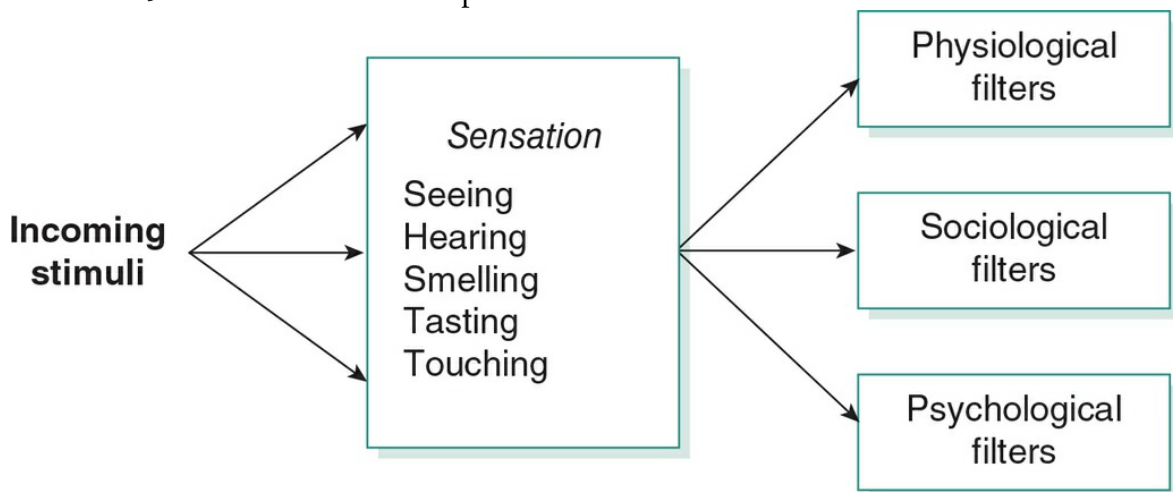 Incoming
stimuli
Sensation
Seeing
Hearing
Smelling
Tasting
Touching
Physiological
filters
Sociological
filters
Psychological
filters